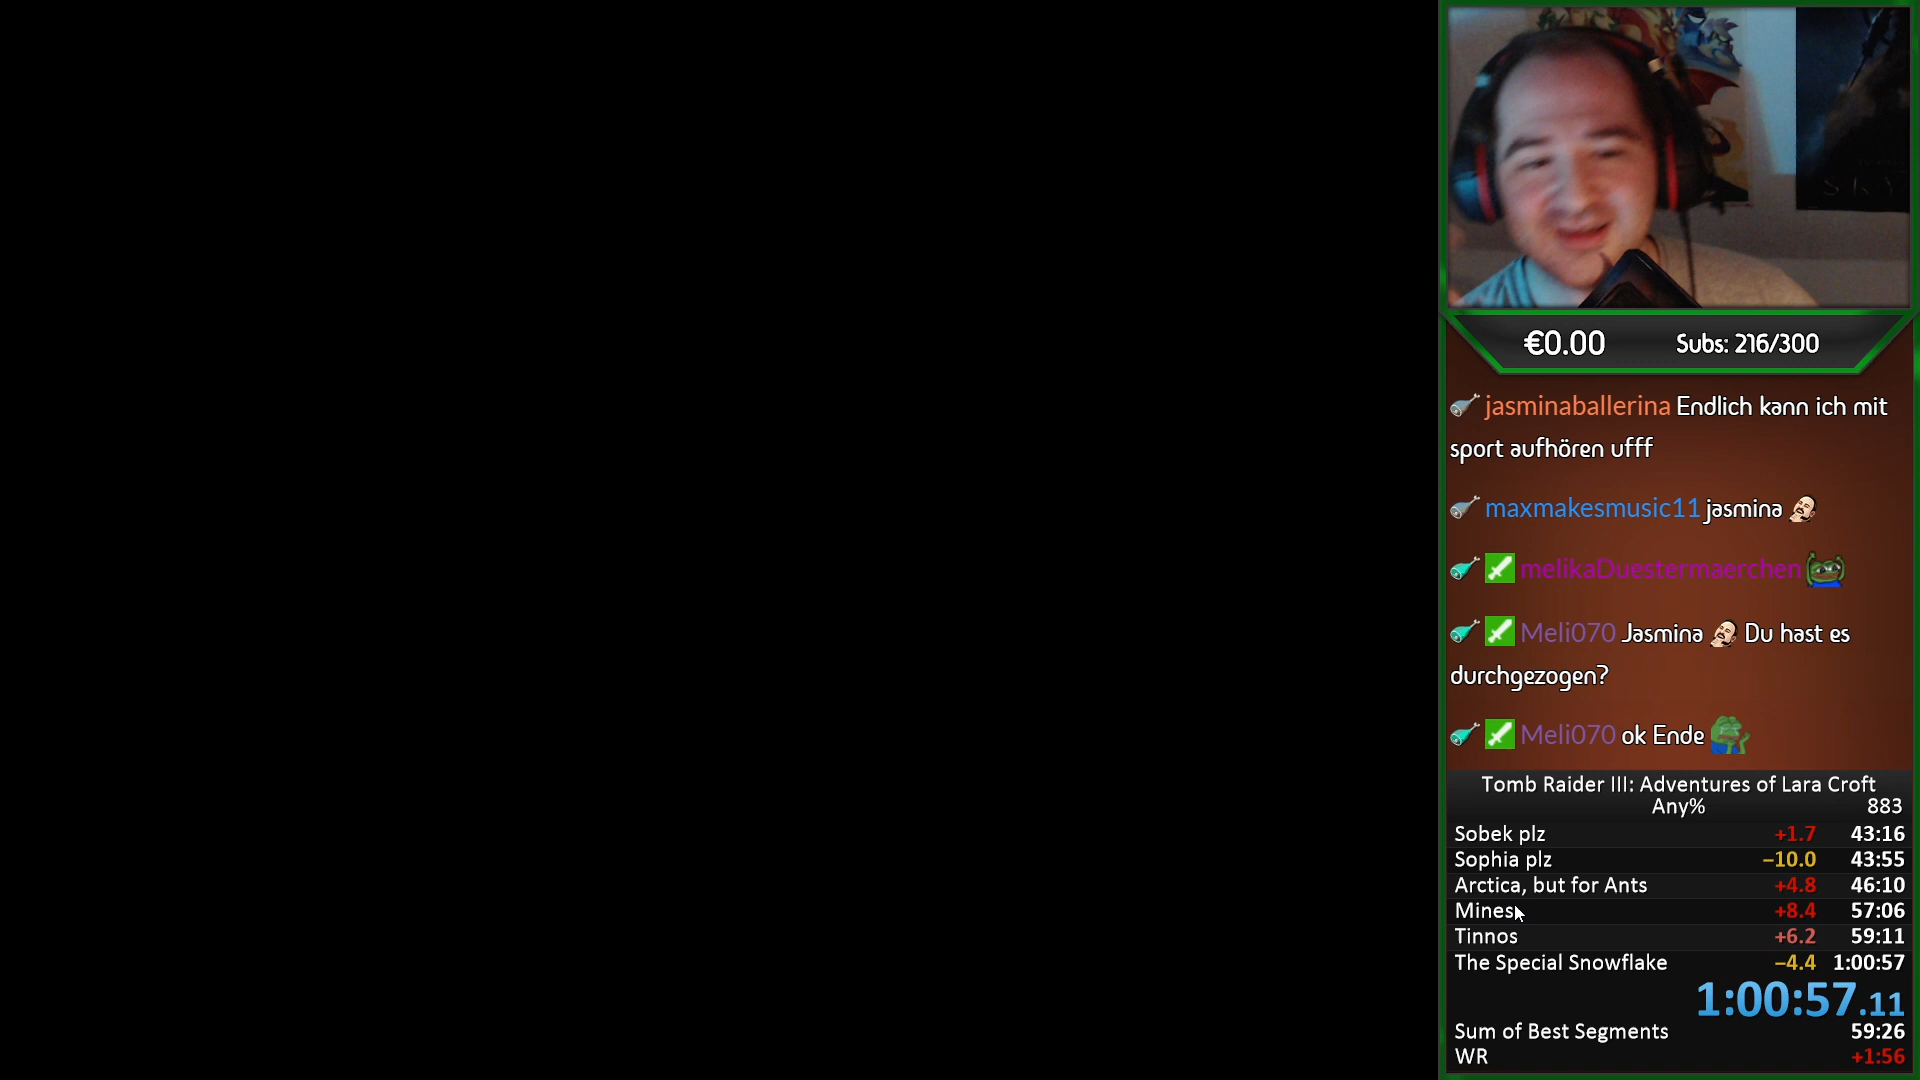 €0.00 Subs: 216/300
jasminaballerina Endlich kann ich mit
sport aufhören ufff
maxmakesmusic11 jasmina
melikaDuestermaerchen
Meli070 Jasmina Du hast es
durchgezogen?
Meli070 ok Ende
Tomb Raider III: Adventures of Lara Croft
Any% 883
Sobek plz +1.7 43:16
Sophia plz −10.0 43:55
Arctica, but for Ants +4.8 46:10
Mines +8.4 57:06
Tinnos +6.2 59:11
The Special Snowflake −4.4 1:00:57
1:00:57.11
Sum of Best Segments 59:26
WR +1:56